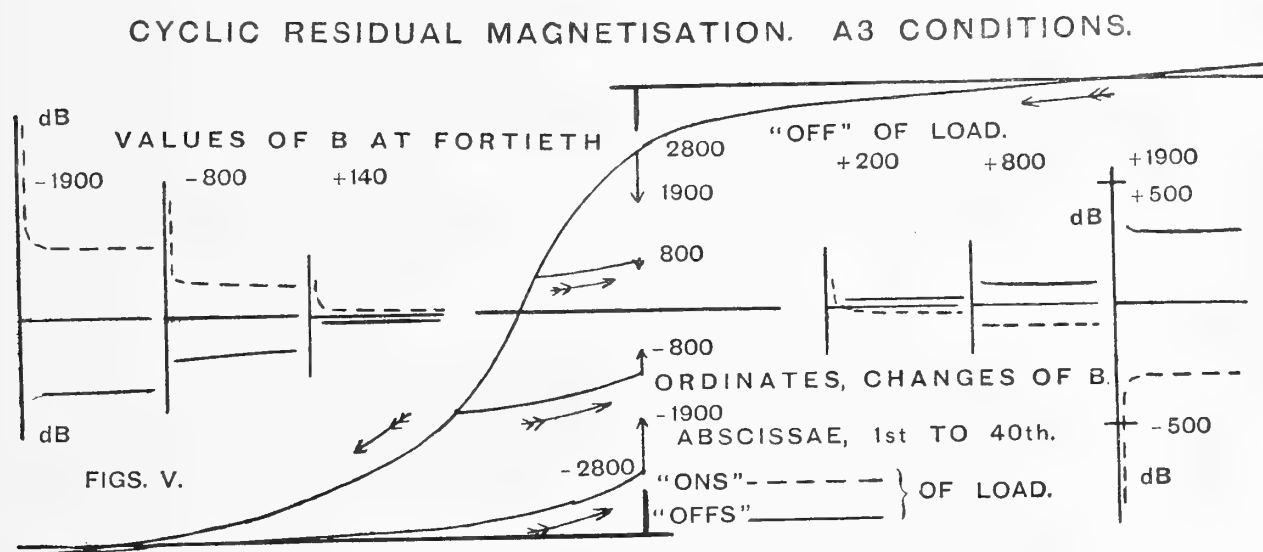 CYCLIC RESIDUAL MAGNETISATION. A3 CONDITIONS.
dB
VALUES OF B AT FORTIETH
"OFF" OF LOAD.
-1900
-800
+140
2800
1900
800
+200
+800
+1900
+500
dB
-800
ORDINATES, CHANGES OF B.
-1900
ABSCISSAE, 1st TO 40th.
-500
dB
dB
FIGS. V.
-2800
"ONS" - - - - } OF LOAD.
"OFFS" ———